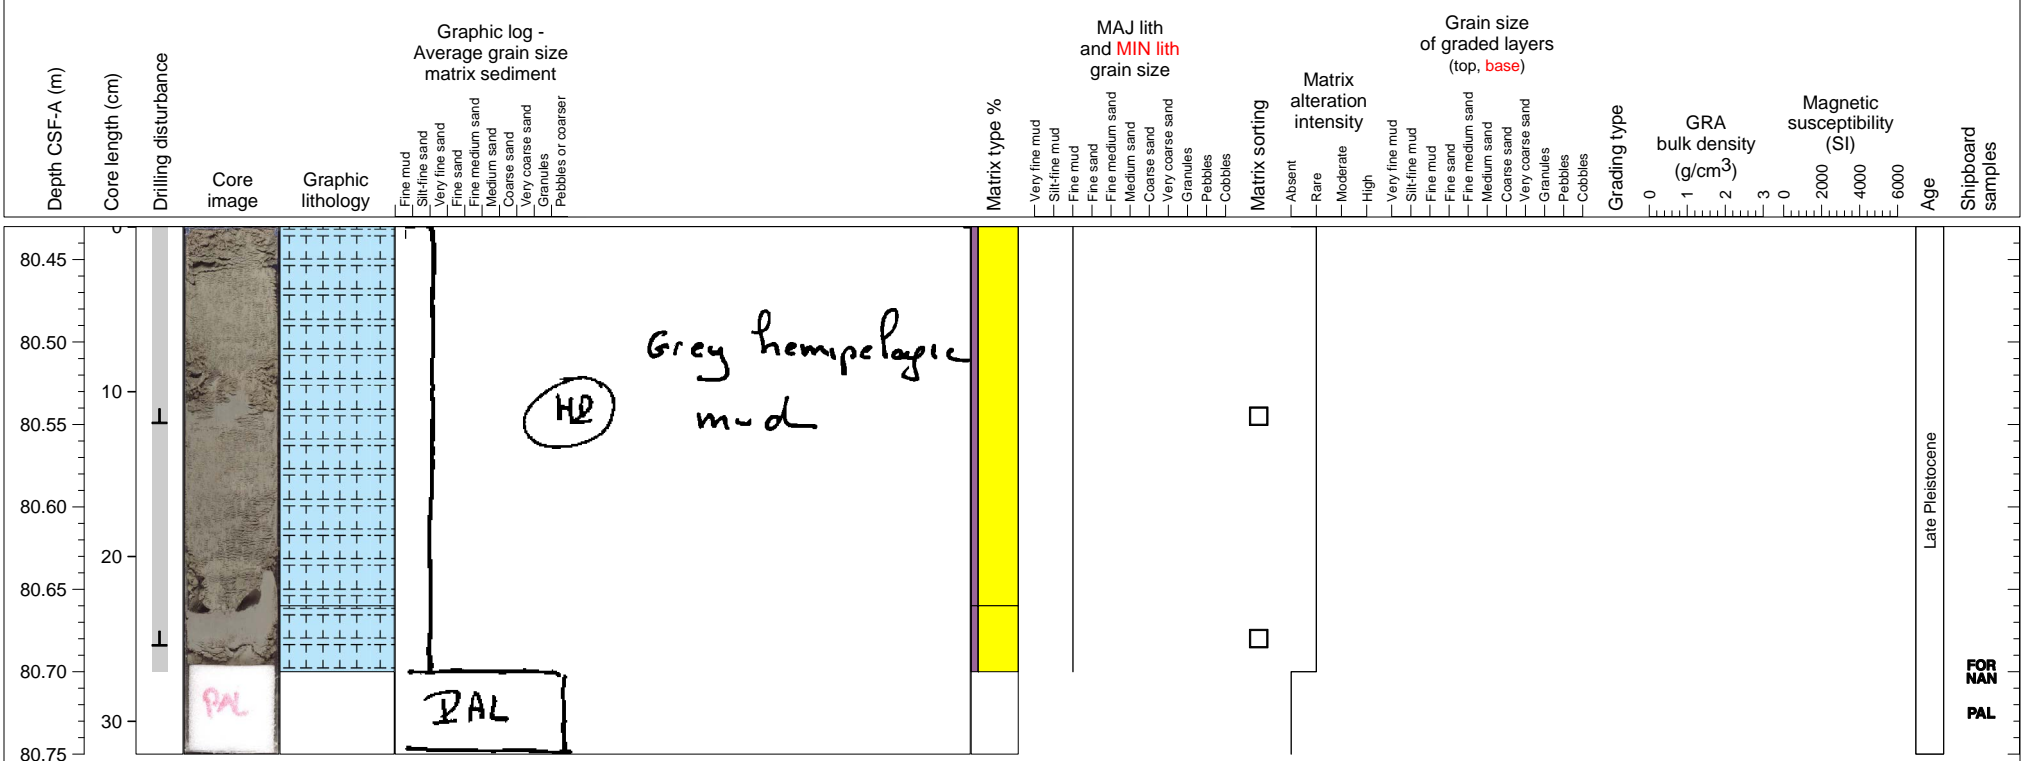 Depth CSF-A (m)
Core length (cm)
Drilling disturbance
Core
image
Graphic
lithology
Graphic log -
Average grain size
matrix sediment
Fine mud
Silt-fine sand
Very fine sand
Fine sand
Fine medium sand
Medium sand
Coarse sand
Very coarse sand
Granules
Pebbles or coarser
Matrix type %
MAJ lith
and MIN lith
grain size
Very fine mud
Silt-fine mud
Fine mud
Fine sand
Fine medium sand
Medium sand
Coarse sand
Very coarse sand
Granules
Pebbles
Cobbles
Matrix sorting
Matrix
alteration
intensity
Absent
Rare
Moderate
High
Grain size
of graded layers
(top, base)
Very fine mud
Silt-fine mud
Fine mud
Fine sand
Fine medium sand
Medium sand
Coarse sand
Very coarse sand
Granules
Pebbles
Cobbles
Grading type
GRA
bulk density
(g/cm3)
0 1 2 3
Magnetic
susceptibility
(SI)
0 2000 4000 6000
Age
Shipboard
samples
0
80.45
80.50
10
80.55
80.60
20
80.65
80.70
30
80.75
Grey hemipelagic
mud
HP
PAL
PAL
Late Pleistocene
FOR
NAN
PAL